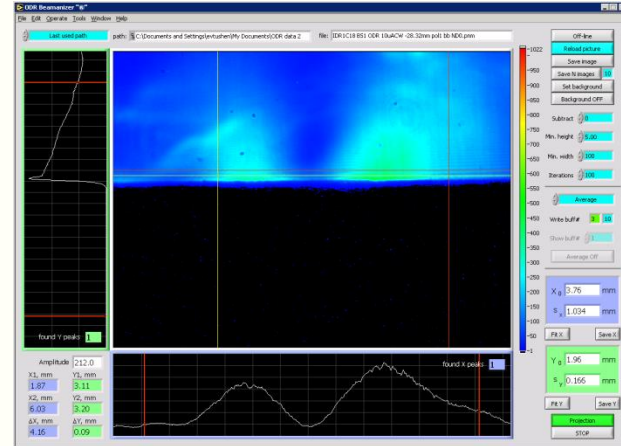 ODR Beamanizer "6i"
File Edit Operate Tools Window Help
Last used path
path: C:\Documents and Settings\evtushen\My Documents\ODR data 2
file: IDR1C18 BS1 ODR 10uACW -28.32mm pol1 bb ND0.pnm
Off-line
Reload picture
Save image
Save N images 10
Set background
Background OFF
Subtract 0
Min. height 5.00
Min. width 100
Iterations 100
Average
Write buff# 3 10
Show buff#
Average Off
X 0 3.76 mm
S x 1.034 mm
Fit X Save X
Y 0 1.96 mm
S y 0.166 mm
Fit Y Save Y
Projection
STOP
-1022
-950
-900
-850
-800
-750
-700
-650
-600
-550
-500
-450
-400
-350
-300
-250
-200
-150
-100
-50
-1
found Y peaks 1
found X peaks 1
Amplitude 212.0
X1, mm Y1, mm
1.87 3.11
X2, mm Y2, mm
6.03 3.20
ΔX, mm ΔY, mm
4.16 0.09